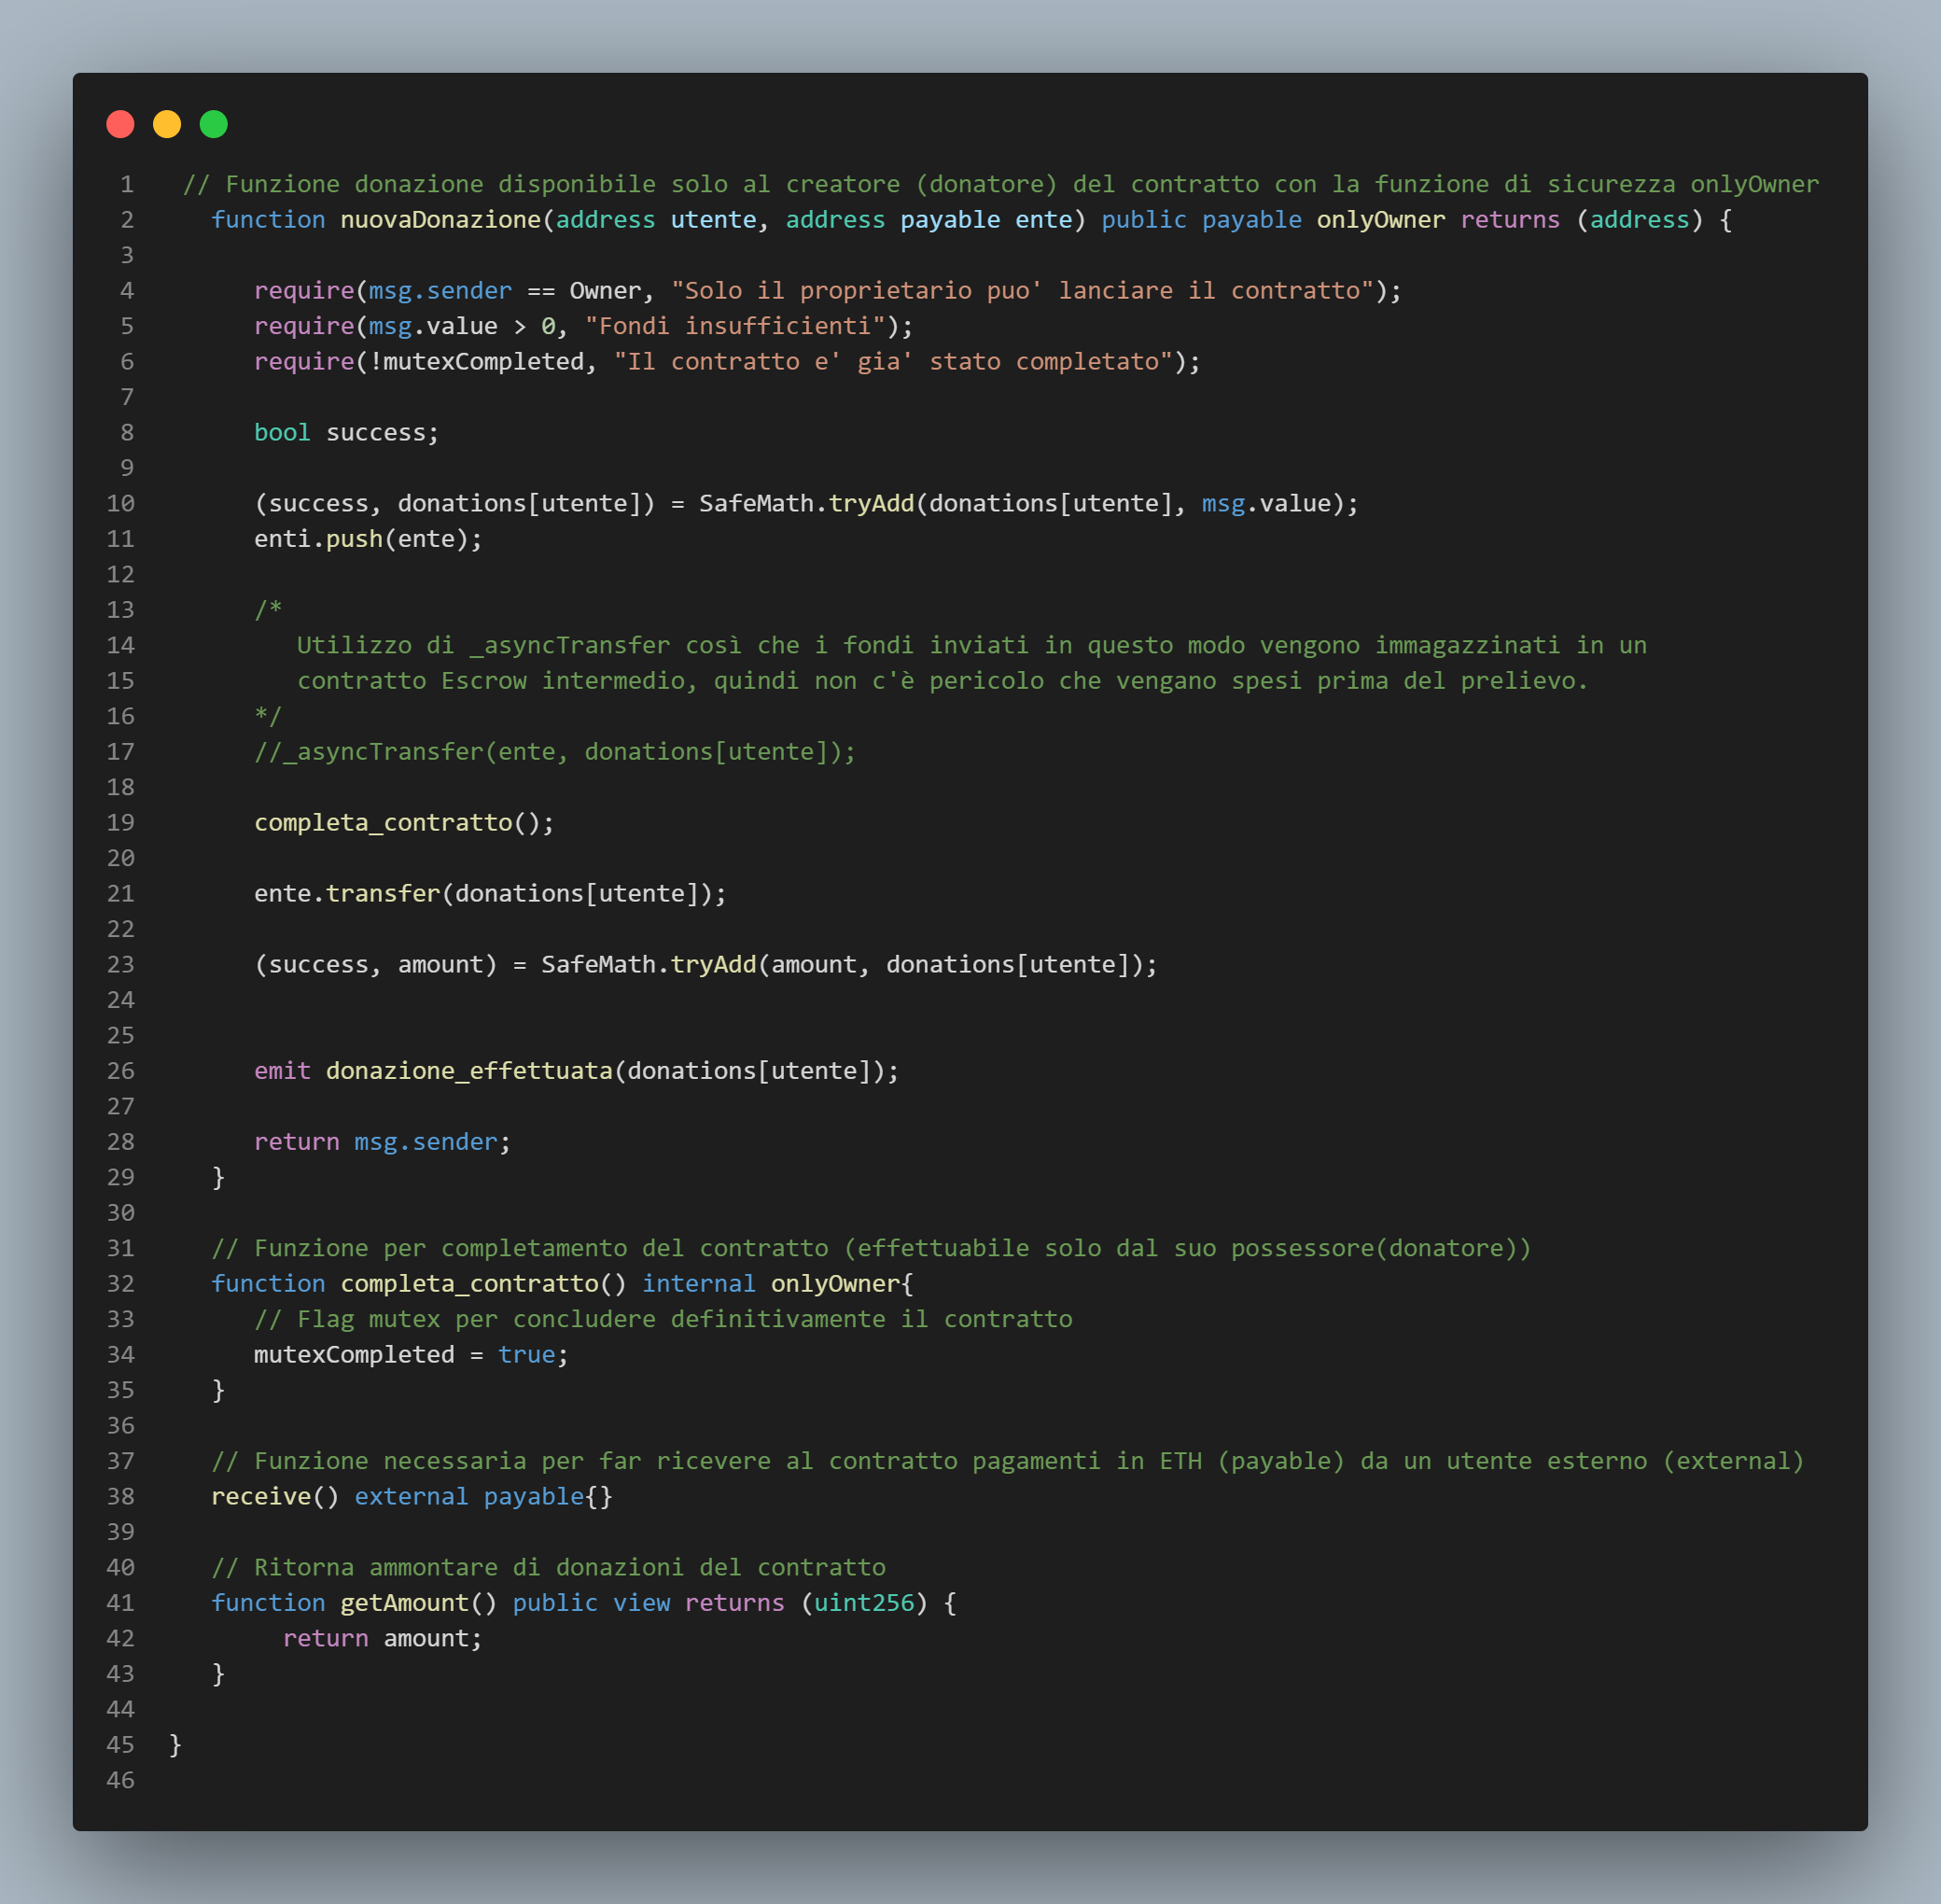 1 // Funzione donazione disponibile solo al creatore (donatore) del contratto con la funzione di sicurezza onlyOwner
2 function nuovaDonazione(address utente, address payable ente) public payable onlyOwner returns (address) {
3
4 require(msg.sender == Owner, "Solo il proprietario puo' lanciare il contratto");
5 require(msg.value > 0, "Fondi insufficienti");
6 require(!mutexCompleted, "Il contratto e' gia' stato completato");
7
8 bool success;
9
10 (success, donations[utente]) = SafeMath.tryAdd(donations[utente], msg.value);
11 enti.push(ente);
12
13 /*
14 Utilizzo di _asyncTransfer così che i fondi inviati in questo modo vengono immagazzinati in un
15 contratto Escrow intermedio, quindi non c'è pericolo che vengano spesi prima del prelievo.
16 */
17 //_asyncTransfer(ente, donations[utente]);
18
19 completa_contratto();
20
21 ente.transfer(donations[utente]);
22
23 (success, amount) = SafeMath.tryAdd(amount, donations[utente]);
24
25
26 emit donazione_effettuata(donations[utente]);
27
28 return msg.sender;
29 }
30
31 // Funzione per completamento del contratto (effettuabile solo dal suo possessore(donatore))
32 function completa_contratto() internal onlyOwner{
33 // Flag mutex per concludere definitivamente il contratto
34 mutexCompleted = true;
35 }
36
37 // Funzione necessaria per far ricevere al contratto pagamenti in ETH (payable) da un utente esterno (external)
38 receive() external payable{}
39
40 // Ritorna ammontare di donazioni del contratto
41 function getAmount() public view returns (uint256) {
42 return amount;
43 }
44
45 }
46